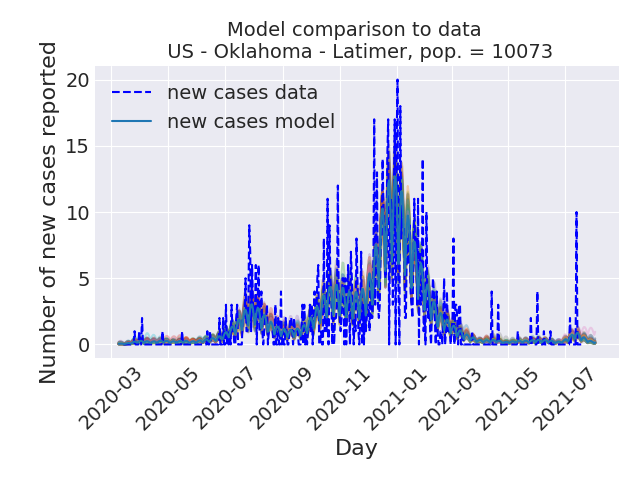 Model comparison to data
US - Oklahoma - Latimer, pop. = 10073
Number of new cases reported
20
15
10
5
0
new cases data
new cases model
2020-03
2020-05
2020-07
2020-09
2020-11
2021-01
2021-03
2021-05
2021-07
Day